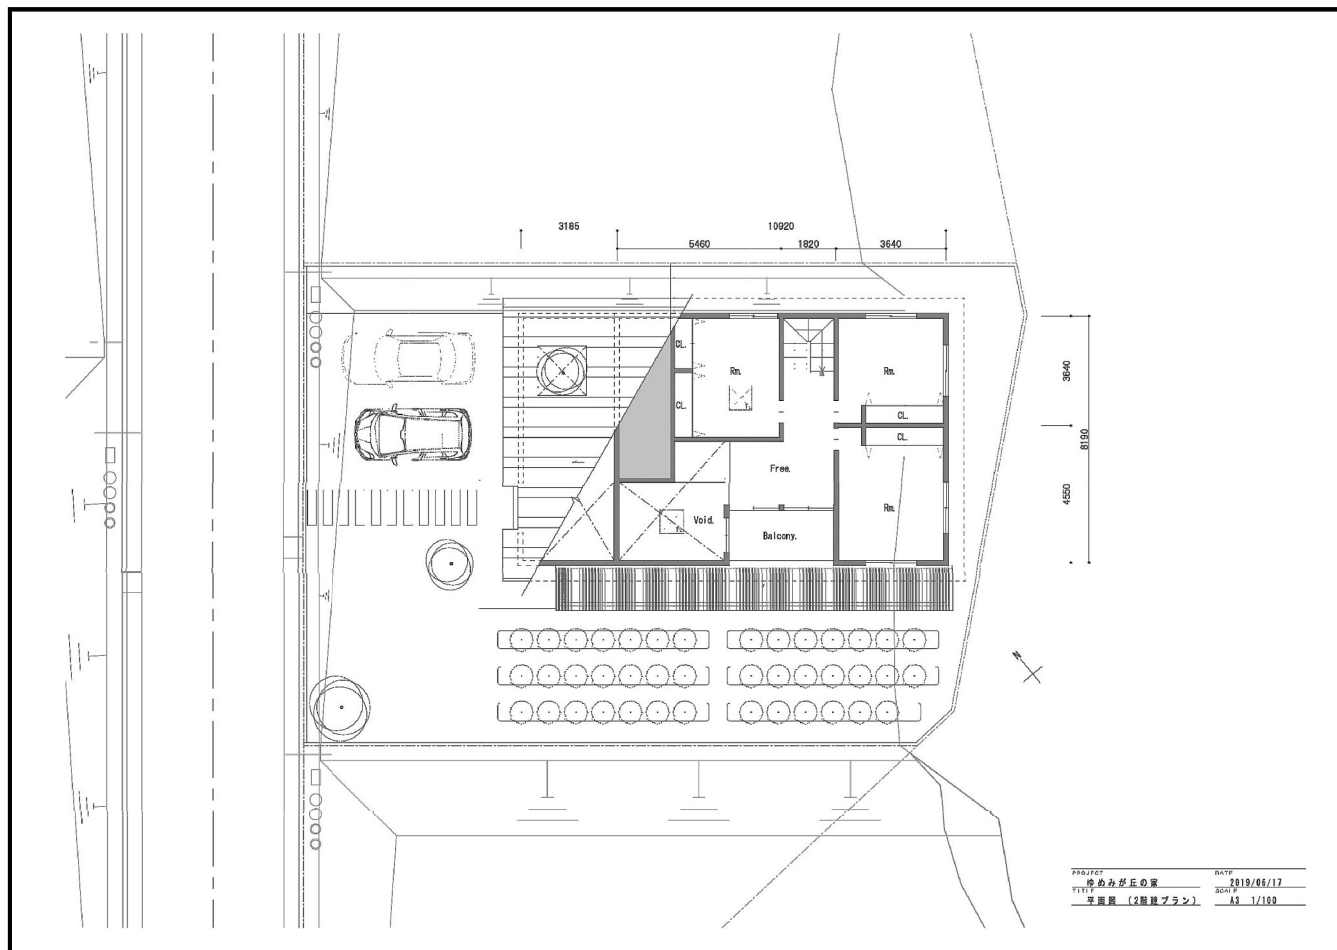 3185
10920
5460
1820
3640
CL.
Rm.
Rm.
3640
CL.
CL.
CL.
8190
Free.
4550
Void.
Rm.
Balcony.
N
PROJECT
ゆめみが丘の家
DATE
2019/06/17
TITLE
平面図 (2階建プラン)
SCALE
A3 1/100